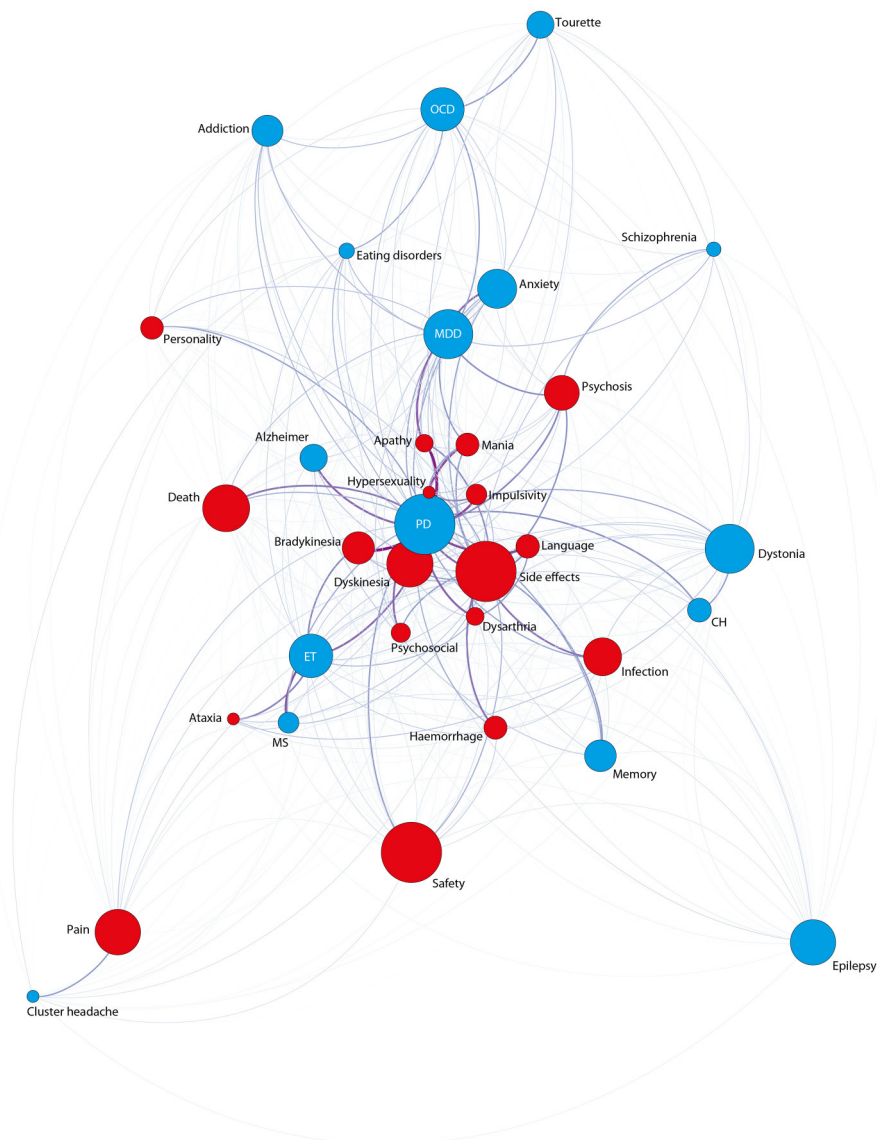 Tourette
OCD
Addiction
Schizophrenia
Eating disorders
Anxiety
MDD
Personality
Psychosis
Alzheimer
Apathy
Mania
Hypersexuality
Death
Impulsivity
PD
Bradykinesia
Language
Dystonia
Dyskinesia
Side effects
CH
Dysarthria
Psychosocial
ET
Infection
Ataxia
MS
Haemorrhage
Memory
Safety
Pain
Epilepsy
Cluster headache